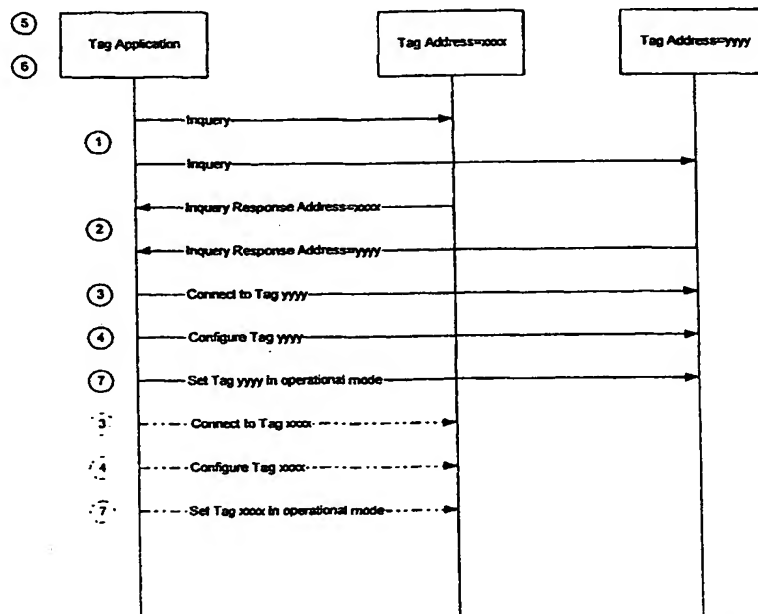 5
Tag Application
Tag Address=xxxx
Tag Address=yyyy
6
Inquery
1
Inquery
Inquery Response Address=xxxx
2
Inquery Response Address=yyyy
3
Connect to Tag yyyy
4
Configure Tag yyyy
7
Set Tag yyyy in operational mode
3
Connect to Tag xxxx
4
Configure Tag xxxx
7
Set Tag xxxx in operational mode